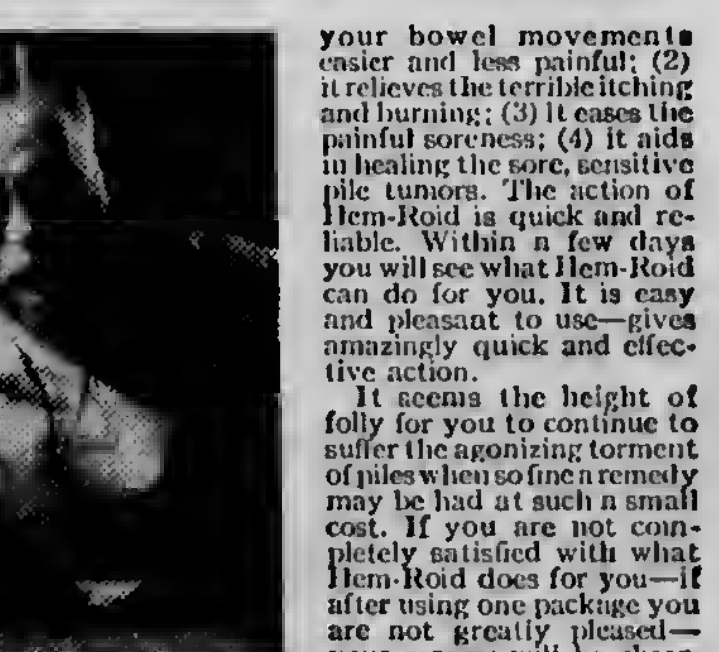 your bowel movements
easier and less painful; (2)
it relieves the terrible itching
and burning; (3) it eases the
painful soreness; (4) it aids
in healing the sore, sensitive
pile tumors. The action of
Hem-Roid is quick and re-
liable. Within a few days
you will see what Hem-Roid
can do for you. It is easy
and pleasant to use—gives
amazingly quick and effec-
tive action.
It seems the height of
folly for you to continue to
suffer the agonizing torment
of piles when so fine a remedy
may be had at such a small
cost. If you are not com-
pletely satisfied with what
Hem-Roid does for you—if
after using one package you
are not greatly pleased—